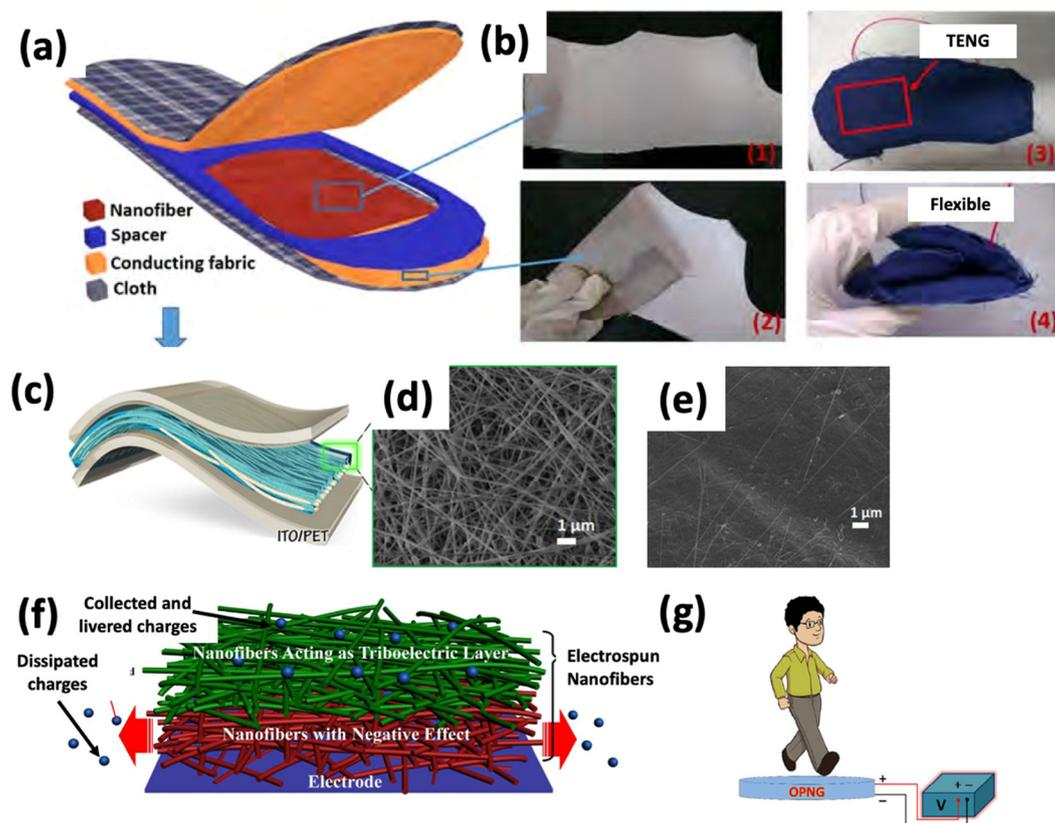 (a)
Nanofiber
Spacer
Conducting fabric
Cloth
(b)
(1)
TENG
(3)
(2)
Flexible
(4)
(c)
ITO/PET
(d)
1 μm
(e)
1 μm
(f)
Collected and
livered charges
Dissipated
charges
d
Nanofibers Acting as Triboelectric Layer
Nanofibers with Negative Effect
Electrode
Electrospun
Nanofibers
(g)
OPNG
+
−
+ −
V